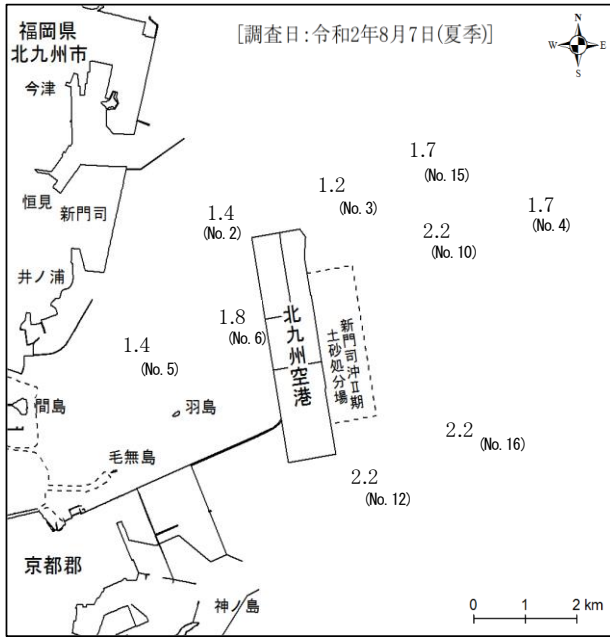 福岡県
北九州市
[調査日:令和2年8月7日(夏季)]
N
W
E
S
今津
1.7
(No. 15)
1.2
(No. 3)
恒見
新門司
1.4
(No. 2)
1.7
(No. 4)
2.2
(No. 10)
井ノ浦
1.8
(No. 6)
北九州空港
新門司沖Ⅱ期
土砂処分場
1.4
(No. 5)
間島
羽島
2.2
(No. 16)
毛無島
2.2
(No. 12)
京都郡
神ノ島
0 1 2 km